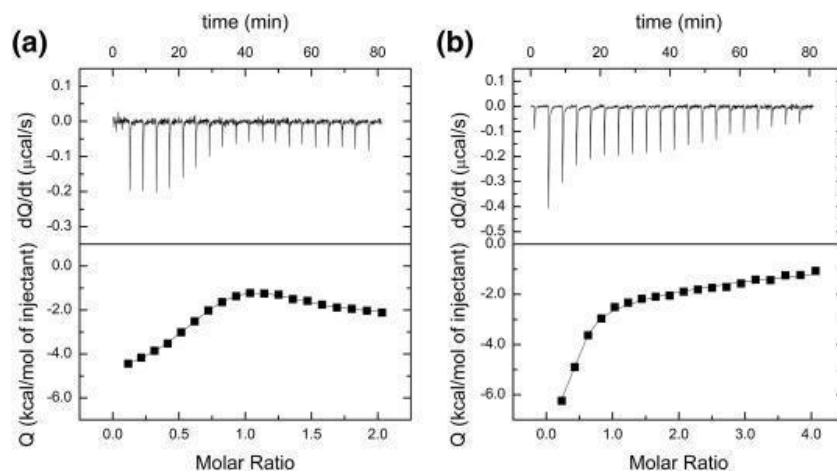 (a)
time (min)
0 20 40 60 80
dQ/dt (μcal/s)
0.1
0.0
-0.1
-0.2
-0.3
Q (kcal/mol of injectant)
0.0
-2.0
-4.0
-6.0
0.0 0.5 1.0 1.5 2.0
Molar Ratio
(b)
time (min)
0 20 40 60 80
dQ/dt (μcal/s)
0.1
0.0
-0.1
-0.2
-0.3
-0.4
-0.5
Q (kcal/mol of injectant)
0.0
-2.0
-4.0
-6.0
0.0 1.0 2.0 3.0 4.0
Molar Ratio